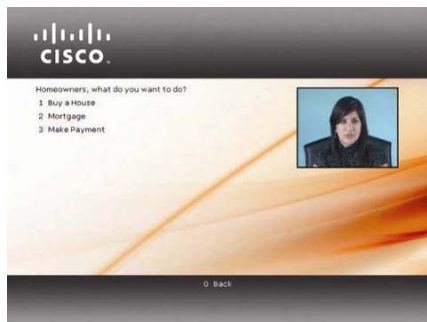 CISCO.
Homeowners, what do you want to do?
1 Buy a House
2 Mortgage
3 Make Payment
0 Back